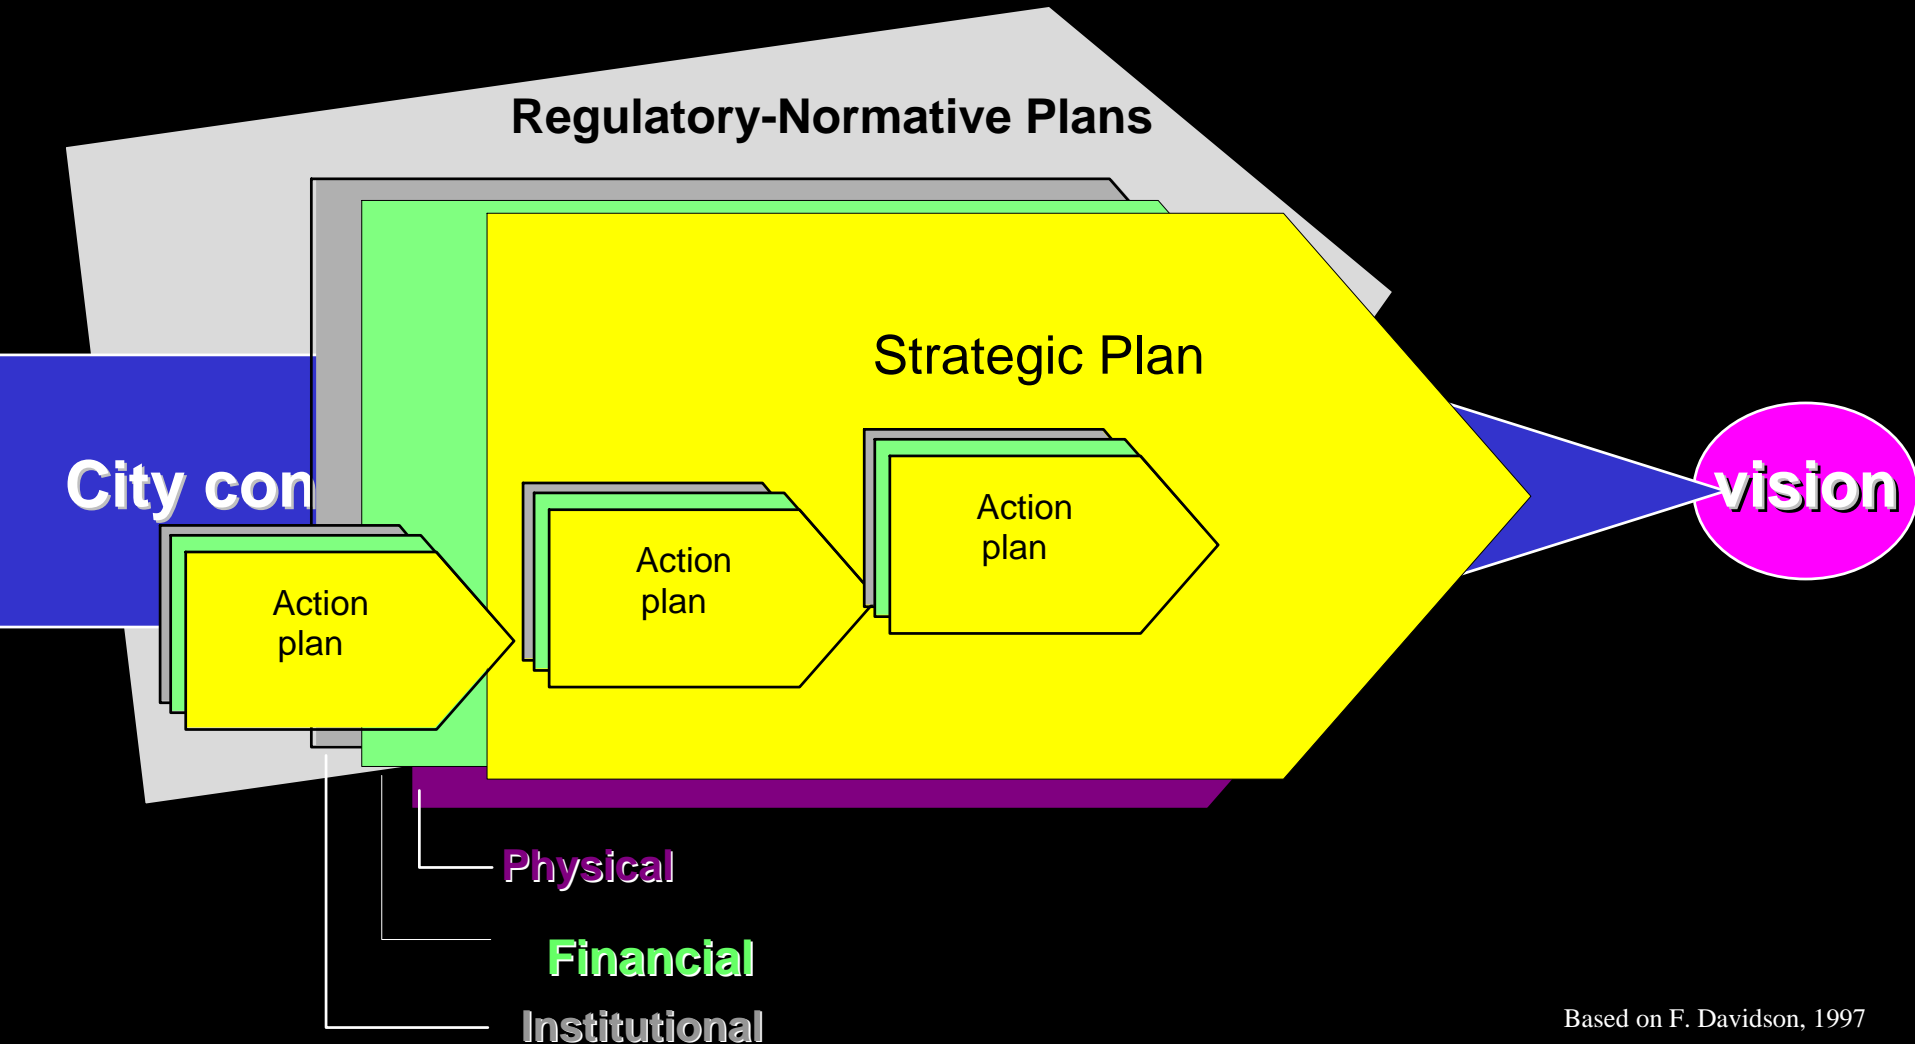 Regulatory-Normative Plans
Strategic Plan
City con
vision
Action
plan
Action
plan
Action
plan
Physical
Financial
Institutional
Based on F. Davidson, 1997